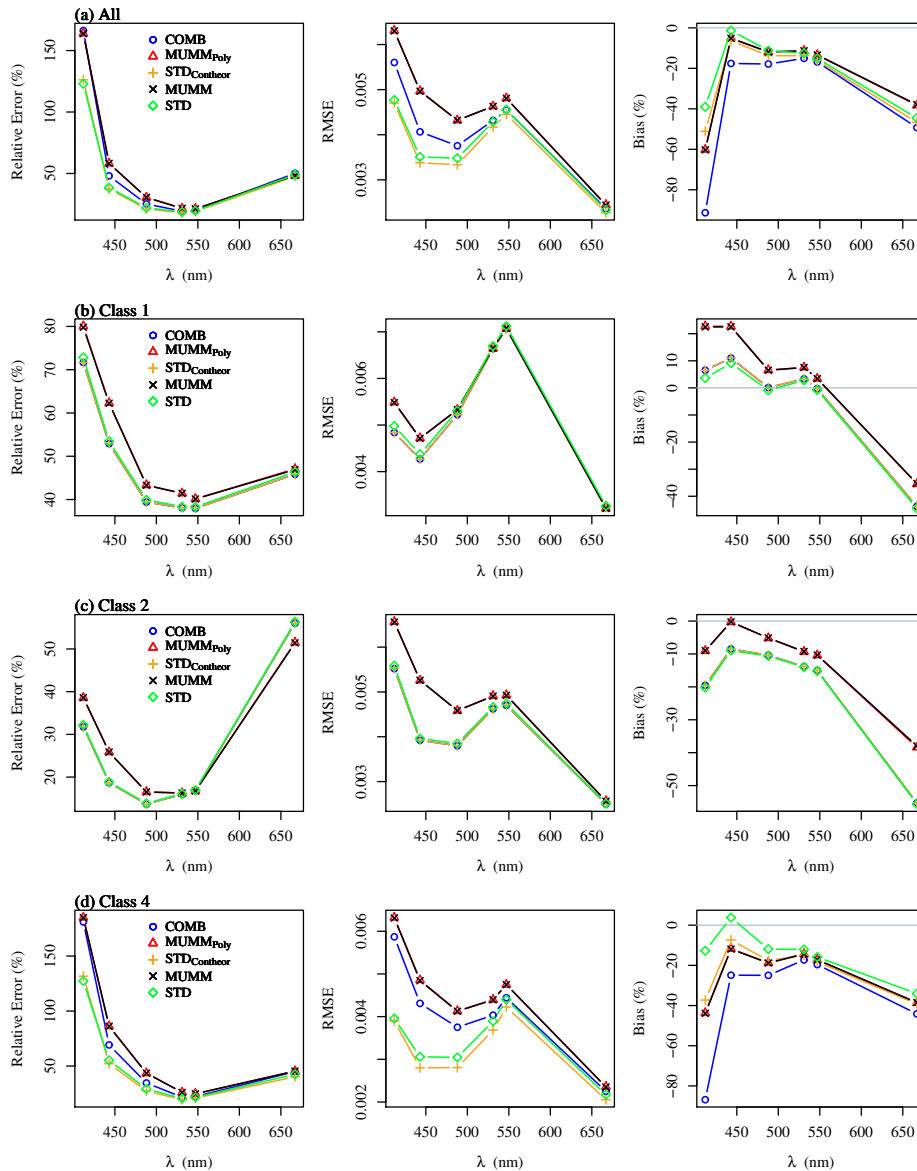 (a) All
Relative Error (%)
50
100
150
COMB
MUMM_Poly
STD_Contheor
MUMM
STD
450 500 550 600 650
λ (nm)
RMSE
0.003
0.005
450 500 550 600 650
λ (nm)
Bias (%)
0
−20
−40
−60
−80
450 500 550 600 650
λ (nm)
(b) Class 1
Relative Error (%)
40
50
60
70
80
COMB
MUMM_Poly
STD_Contheor
MUMM
STD
450 500 550 600 650
λ (nm)
RMSE
0.004
0.006
450 500 550 600 650
λ (nm)
Bias (%)
10
0
−20
−40
450 500 550 600 650
λ (nm)
(c) Class 2
Relative Error (%)
20
30
40
50
COMB
MUMM_Poly
STD_Contheor
MUMM
STD
450 500 550 600 650
λ (nm)
RMSE
0.003
0.005
450 500 550 600 650
λ (nm)
Bias (%)
0
−10
−30
−50
450 500 550 600 650
λ (nm)
(d) Class 4
Relative Error (%)
50
100
150
COMB
MUMM_Poly
STD_Contheor
MUMM
STD
450 500 550 600 650
λ (nm)
RMSE
0.002
0.004
0.006
450 500 550 600 650
λ (nm)
Bias (%)
0
−20
−40
−60
−80
450 500 550 600 650
λ (nm)